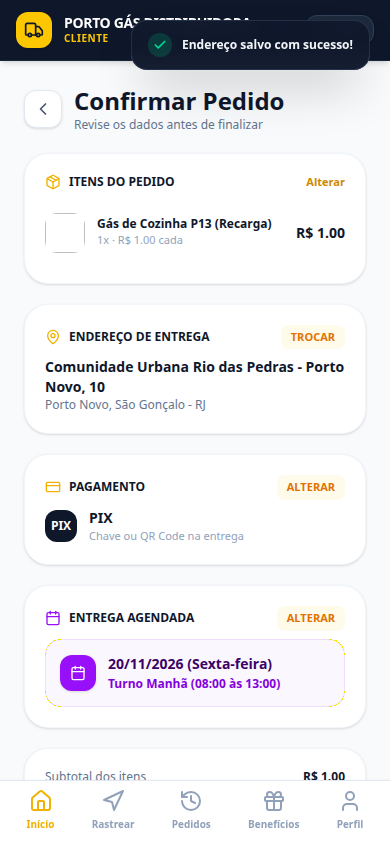 PORTO GÁS DISTRIBUIDORA
CLIENTE
Endereço salvo com sucesso!
Confirmar Pedido
Revise os dados antes de finalizar
ITENS DO PEDIDO
Alterar
Gás de Cozinha P13 (Recarga)
1x · R$ 1.00 cada
R$ 1.00
ENDEREÇO DE ENTREGA
TROCAR
Comunidade Urbana Rio das Pedras - Porto
Novo, 10
Porto Novo, São Gonçalo - RJ
PAGAMENTO
ALTERAR
PIX
PIX
Chave ou QR Code na entrega
ENTREGA AGENDADA
ALTERAR
20/11/2026 (Sexta-feira)
Turno Manhã (08:00 às 13:00)
Subtotal dos itens
R$ 1.00
Início
Rastrear
Pedidos
Benefícios
Perfil